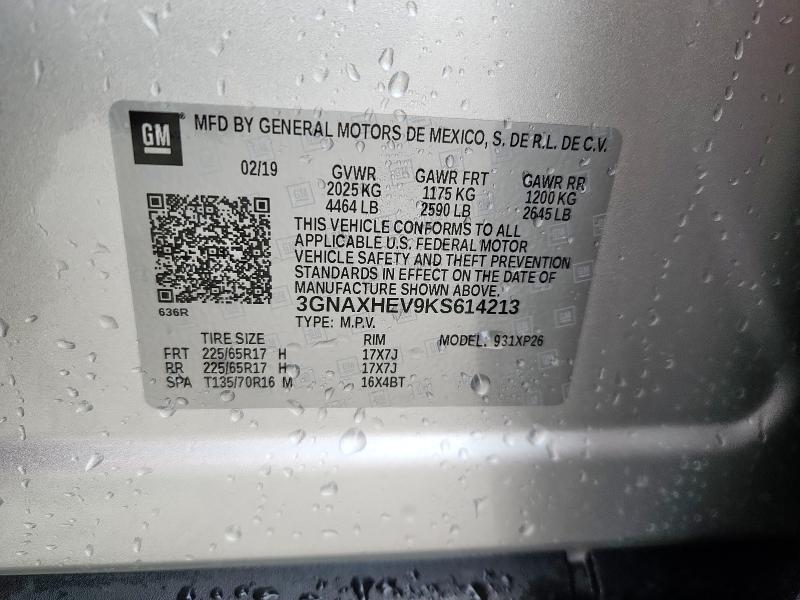 GM® MFD BY GENERAL MOTORS DE MEXICO, S. DE R.L. DE C.V.
02/19 GVWR GAWR FRT GAWR RR
2025 KG 1175 KG 1200 KG
4464 LB 2590 LB 2645 LB
THIS VEHICLE CONFORMS TO ALL
APPLICABLE U.S. FEDERAL MOTOR
VEHICLE SAFETY AND THEFT PREVENTION
STANDARDS IN EFFECT ON THE DATE OF
MANUFACTURE SHOWN ABOVE.
3GNAXHEV9KS614213
636R
TYPE: M.P.V.
TIRE SIZE RIM MODEL: 931XP26
FRT 225/65R17 H 17X7J
RR 225/65R17 H 17X7J
SPA T135/70R16 M 16X4BT